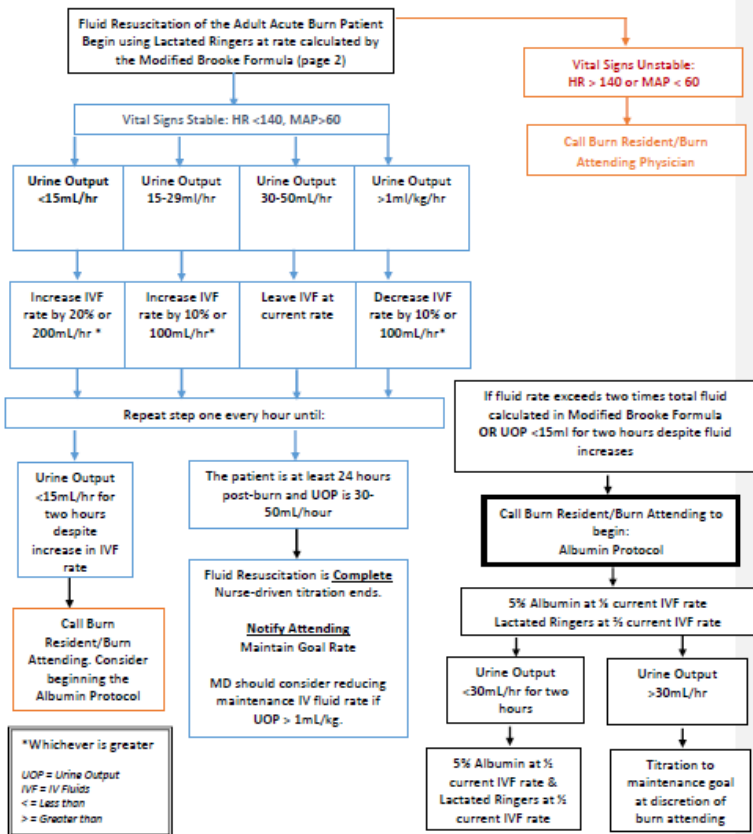 Fluid Resuscitation of the Adult Acute Burn Patient
Begin using Lactated Ringers at rate calculated by
the Modified Brooke Formula (page 2)
Vital Signs Unstable:
HR > 140 or MAP < 60
Call Burn Resident/Burn
Attending Physician
Vital Signs Stable: HR <140, MAP>60
Urine Output
<15mL/hr
Urine Output
15-29ml/hr
Urine Output
30-50mL/hr
Urine Output
>1ml/kg/hr
Increase IVF
rate by 20% or
200mL/hr *
Increase IVF
rate by 10% or
100mL/hr*
Leave IVF at
current rate
Decrease IVF
rate by 10% or
100mL/hr*
Repeat step one every hour until:
Urine Output
<15mL/hr for
two hours
despite
increase in IVF
rate
The patient is at least 24 hours
post-burn and UOP is 30-
50mL/hour
Call Burn
Resident/Burn
Attending. Consider
beginning the
Albumin Protocol
Fluid Resuscitation is Complete
Nurse-driven titration ends.
Notify Attending
Maintain Goal Rate
MD should consider reducing
maintenance IV fluid rate if
UOP > 1mL/kg.
*Whichever is greater
UOP = Urine Output
IVF = IV Fluids
< = Less than
> = Greater than
If fluid rate exceeds two times total fluid
calculated in Modified Brooke Formula
OR UOP <15ml for two hours despite fluid
increases
Call Burn Resident/Burn Attending to
begin:
Albumin Protocol
5% Albumin at current IVF rate
Lactated Ringers at current IVF rate
Urine Output
<30mL/hr for two
hours
Urine Output
>30mL/hr
5% Albumin at
current IVF rate &
Lactated Ringers at
current IVF rate
Titration to
maintenance goal
at discretion of
burn attending